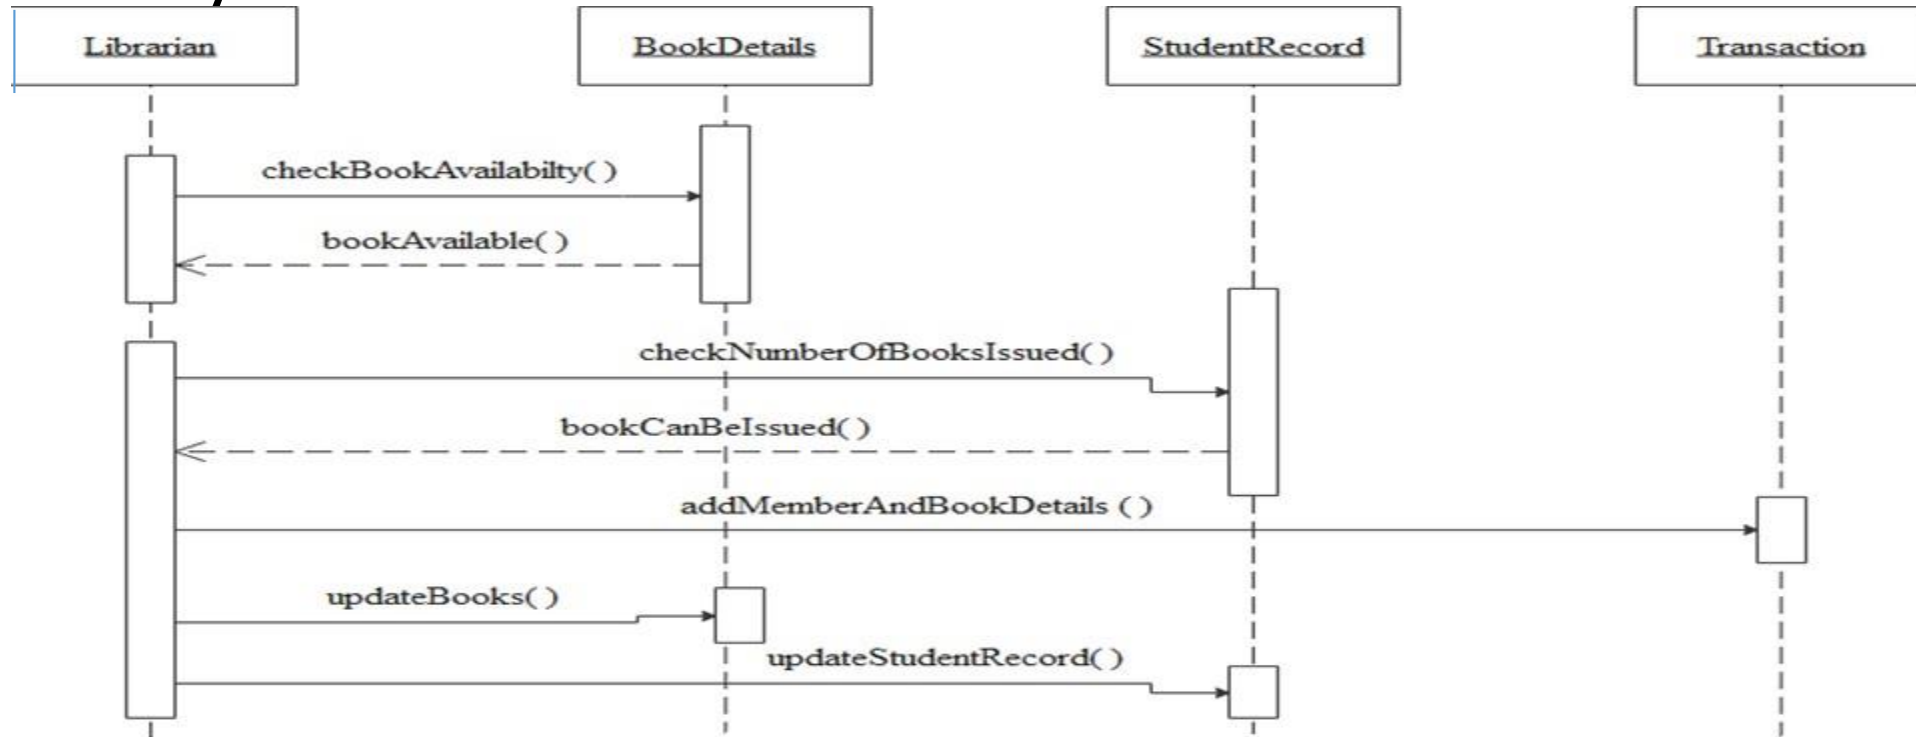 Librarian
BookDetails
StudentRecord
Transaction
checkBookAvailabilty( )
bookAvailable( )
checkNumberOfBooksIssued( )
bookCanBeIssued( )
addMemberAndBookDetails ( )
updateBooks( )
updateStudentRecord( )